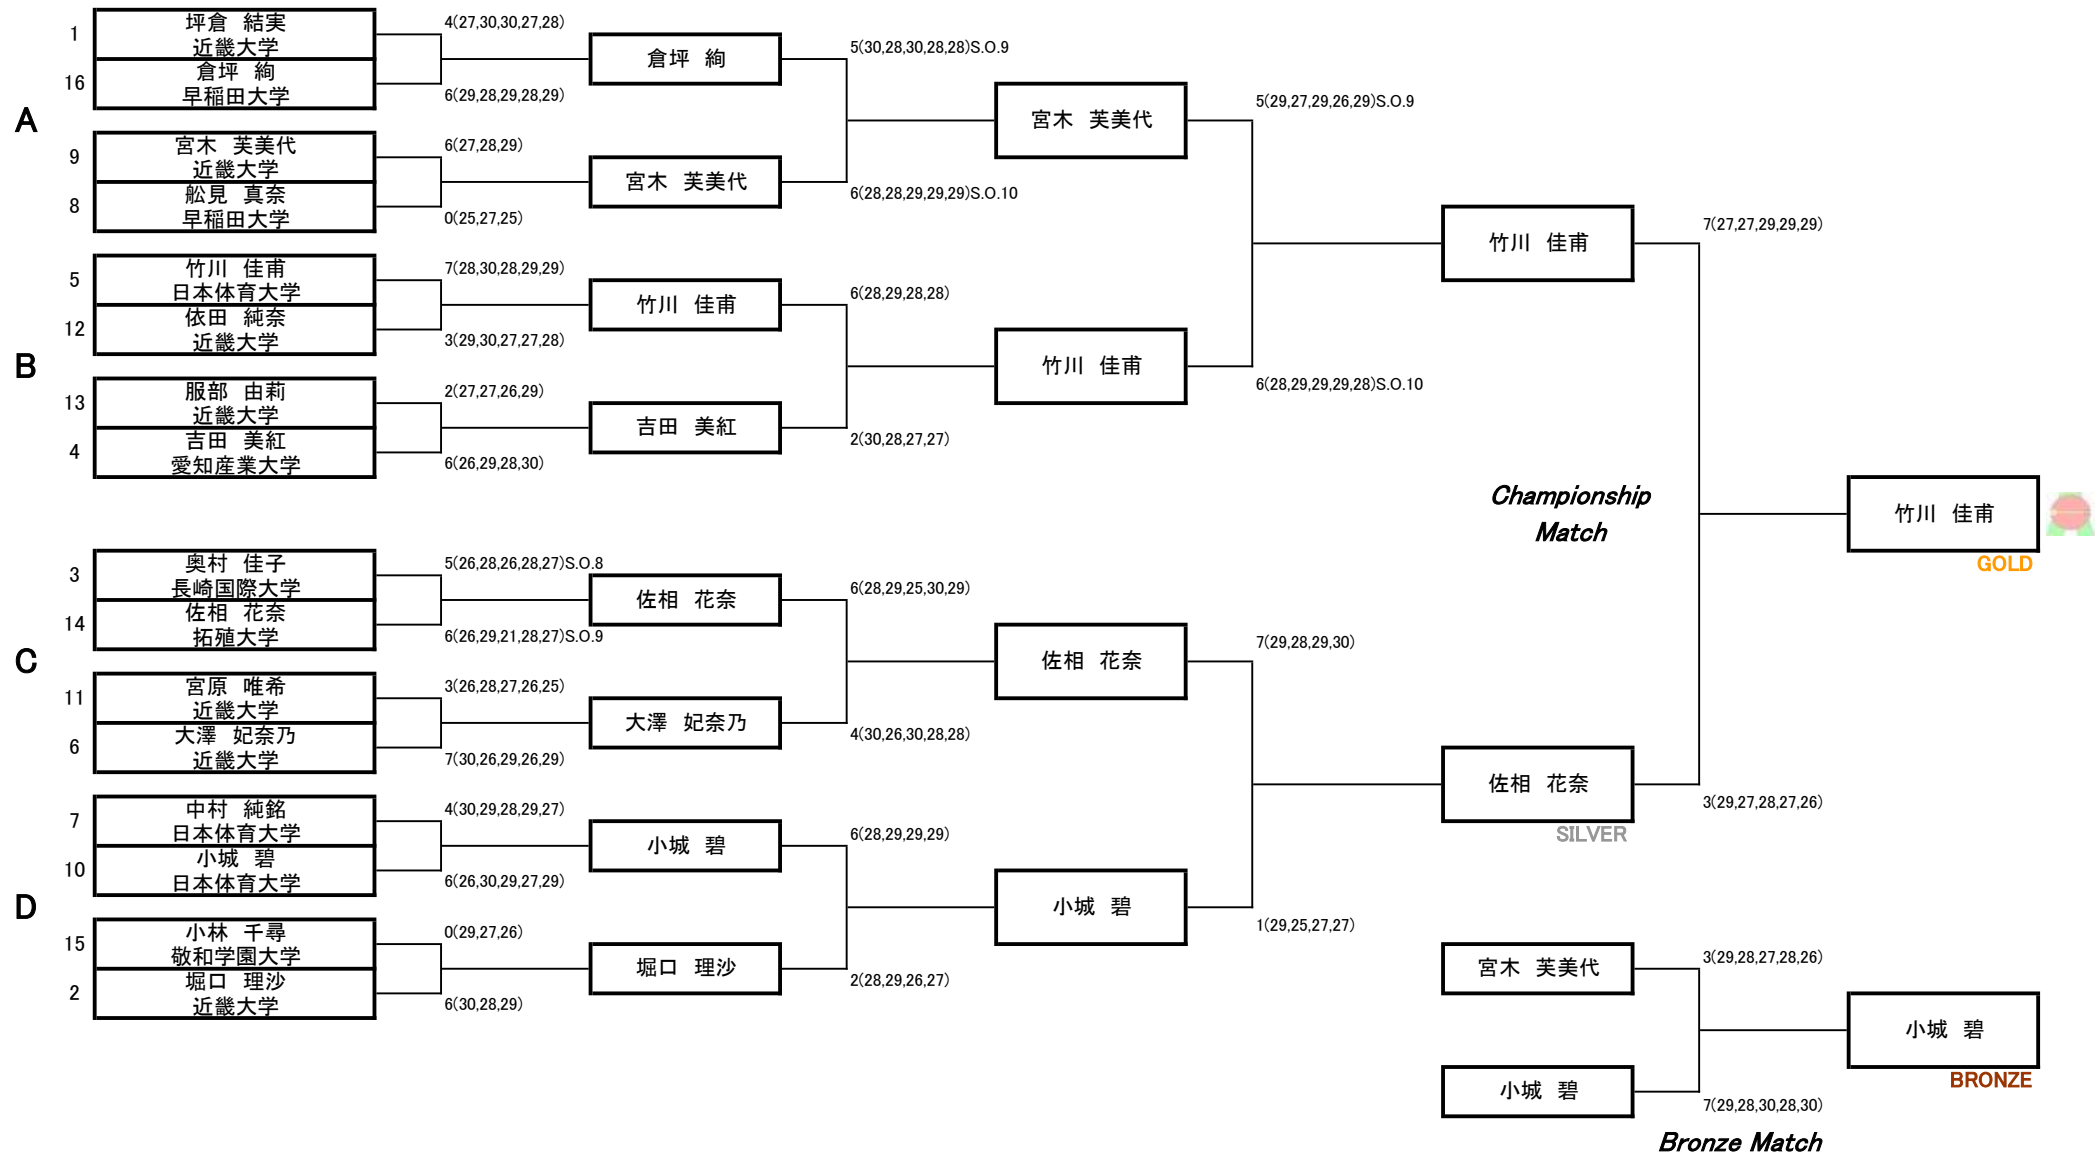 A
1
坪倉 結実
近畿大学
4(27,30,30,27,28)
16
倉坪 絢
早稲田大学
6(29,28,29,28,29)
倉坪 絢
5(30,28,30,28,28)S.O.9
9
宮木 芙美代
近畿大学
6(27,28,29)
8
舩見 真奈
早稲田大学
0(25,27,25)
宮木 芙美代
6(28,28,29,29,29)S.O.10
宮木 芙美代
5(29,27,29,26,29)S.O.9
B
5
竹川 佳甫
日本体育大学
7(28,30,28,29,29)
12
依田 純奈
近畿大学
3(29,30,27,27,28)
竹川 佳甫
6(28,29,28,28)
13
服部 由莉
近畿大学
2(27,27,26,29)
4
吉田 美紅
愛知産業大学
6(26,29,28,30)
吉田 美紅
2(30,28,27,27)
竹川 佳甫
6(28,29,29,29,28)S.O.10
竹川 佳甫
7(27,27,29,29,29)
Championship
Match
竹川 佳甫
GOLD
C
3
奥村 佳子
長崎国際大学
5(26,28,26,28,27)S.O.8
14
佐相 花奈
拓殖大学
6(26,29,21,28,27)S.O.9
佐相 花奈
6(28,29,25,30,29)
11
宮原 唯希
近畿大学
3(26,28,27,26,25)
6
大澤 妃奈乃
近畿大学
7(30,26,29,26,29)
大澤 妃奈乃
4(30,26,30,28,28)
佐相 花奈
7(29,28,29,30)
D
7
中村 純銘
日本体育大学
4(30,29,28,29,27)
10
小城 碧
日本体育大学
6(26,30,29,27,29)
小城 碧
6(28,29,29,29)
15
小林 千尋
敬和学園大学
0(29,27,26)
2
堀口 理沙
近畿大学
6(30,28,29)
堀口 理沙
2(28,29,26,27)
小城 碧
1(29,25,27,27)
佐相 花奈
SILVER
3(29,27,28,27,26)
宮木 芙美代
3(29,28,27,28,26)
小城 碧
7(29,28,30,28,30)
小城 碧
BRONZE
Bronze Match